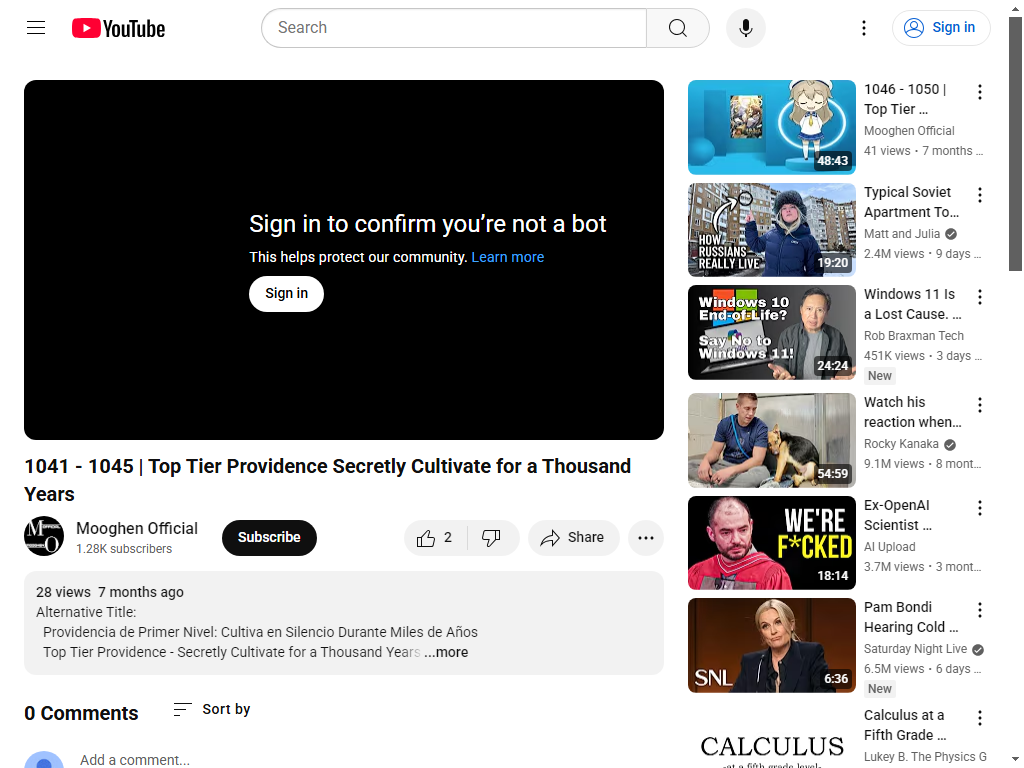 YouTube
Search
Sign in
Sign in to confirm you’re not a bot
This helps protect our community. Learn more
Sign in
1041 - 1045 | Top Tier Providence Secretly Cultivate for a Thousand
Years
Mooghen Official
1.28K subscribers
Subscribe
2
Share
28 views 7 months ago
Alternative Title:
Providencia de Primer Nivel: Cultiva en Silencio Durante Miles de Años
Top Tier Providence - Secretly Cultivate for a Thousand Years ...more
0 Comments
Sort by
Add a comment...
48:43
1046 - 1050 |
Top Tier ...
Mooghen Official
41 views • 7 months ...
HOW
RUSSIANS
REALLY LIVE
19:20
Typical Soviet
Apartment To...
Matt and Julia
2.4M views • 9 days ...
Windows 10
End-of-Life?
Say No to
Windows 11!
24:24
Windows 11 Is
a Lost Cause. ...
Rob Braxman Tech
451K views • 3 days ...
New
54:59
Watch his
reaction when...
Rocky Kanaka
9.1M views • 8 mont...
WE'RE
F*CKED
18:14
Ex-OpenAI
Scientist ...
AI Upload
3.7M views • 3 mont...
SNL
6:36
Pam Bondi
Hearing Cold ...
Saturday Night Live
6.5M views • 6 days ...
New
CALCULUS
-at a fifth grade level-
Calculus at a
Fifth Grade ...
Lukey B. The Physics G